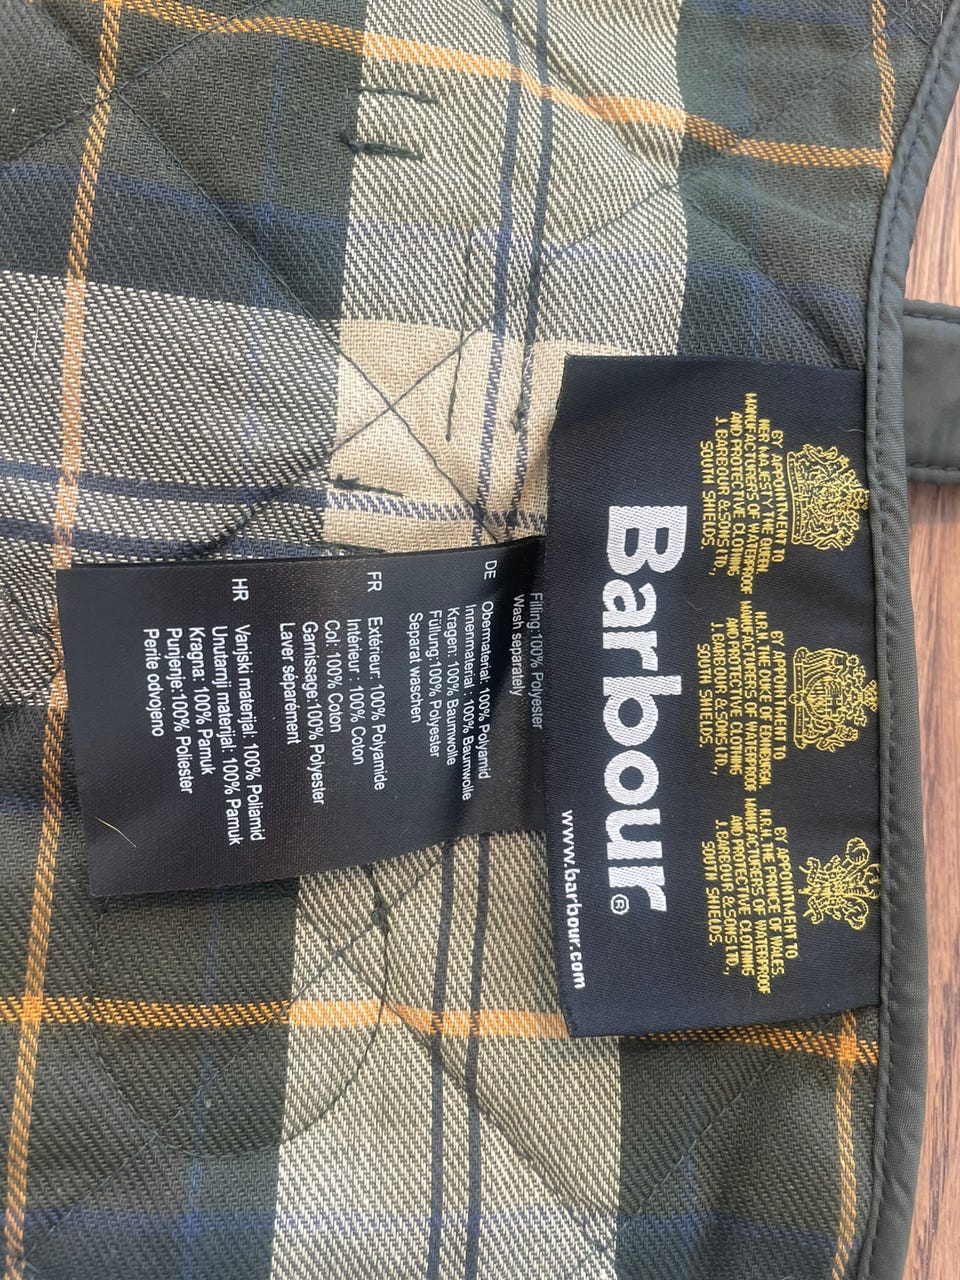 BY APPOINTMENT TO
HER MAJESTY THE QUEEN
MANUFACTURERS OF WATERPROOF
AND PROTECTIVE CLOTHING
J. BARBOUR & SONS LTD.,
SOUTH SHIELDS.
BY APPOINTMENT TO
H.R.H. THE DUKE OF EDINBURGH.
MANUFACTURERS OF WATERPROOF
AND PROTECTIVE CLOTHING
J. BARBOUR & SONS LTD.,
SOUTH SHIELDS.
BY APPOINTMENT TO
H.R.H. THE PRINCE OF WALES.
MANUFACTURERS OF WATERPROOF
AND PROTECTIVE CLOTHING
J. BARBOUR & SONS LTD.,
SOUTH SHIELDS.
Barbour®
www.barbour.com
Filling:100% Polyester
Wash separately
DE Obermaterial: 100% Polyamid
Innenmaterial : 100% Baumwolle
Kragen: 100% Baumwolle
Füllung:100% Polyester
Separat waschen
FR Extérieur: 100% Polyamide
Intérieur : 100% Coton
Col: 100% Coton
Garnissage:100% Polyester
Laver séparément
HR Vanjski materijal: 100% Poliamid
Unutarnji materijal: 100% Pamuk
Kragna: 100% Pamuk
Punjenje:100% Poliester
Perite odvojeno